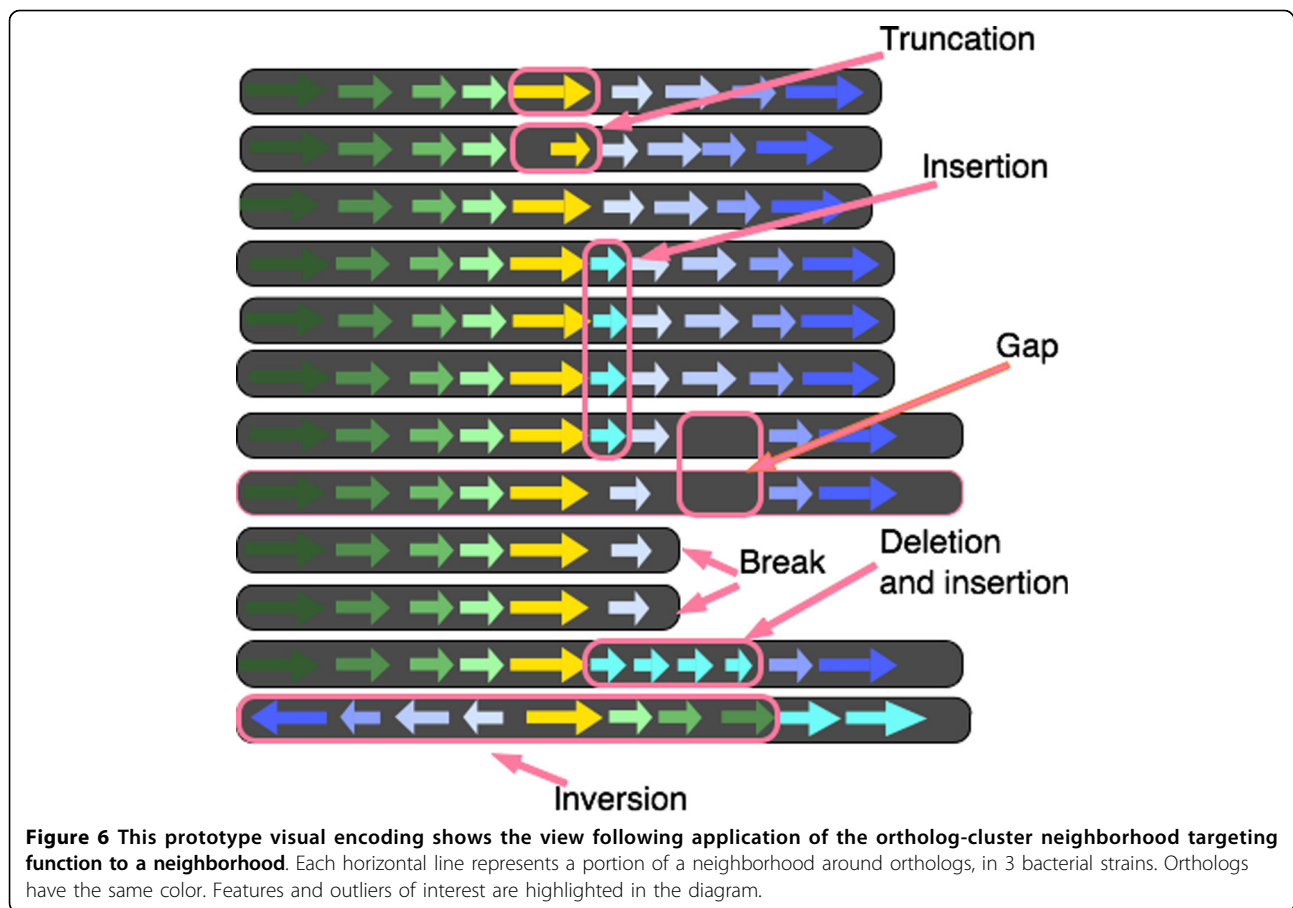 Truncation
Insertion
Gap
Break
Deletion
and insertion
Inversion
Figure 6 This prototype visual encoding shows the view following application of the ortholog-cluster neighborhood targeting
function to a neighborhood. Each horizontal line represents a portion of a neighborhood around orthologs, in 3 bacterial strains. Orthologs
have the same color. Features and outliers of interest are highlighted in the diagram.